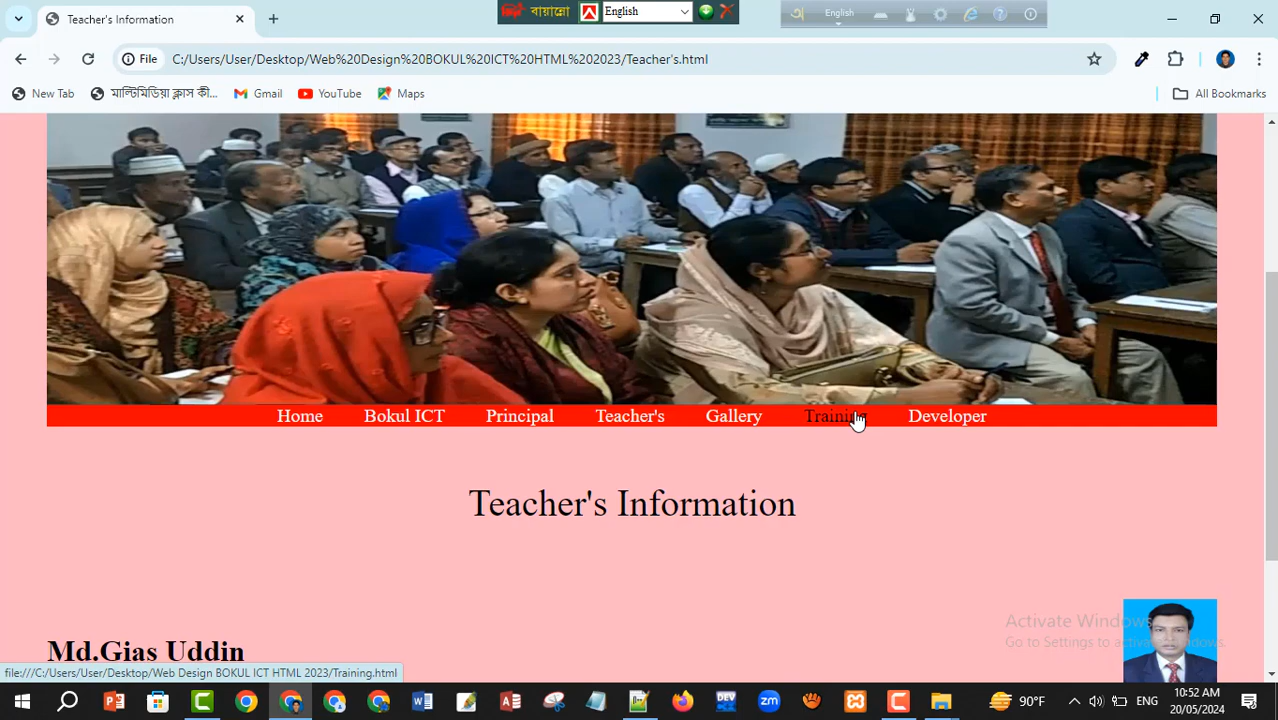 Teacher's Information
বায়ান্নো
English
English
File
C:/Users/User/Desktop/Web%20Design%20BOKUL%20ICT%20HTML%202023/Teacher's.html
New Tab
মাল্টিমিডিয়া ক্লাস কী...
Gmail
YouTube
Maps
All Bookmarks
Home Bokul ICT Principal Teacher's Gallery Training Developer
Teacher's Information
Md.Gias Uddin
Activate Windows
Go to Settings to activate Windows.
file:///C:/Users/User/Desktop/Web Design BOKUL ICT HTML 2023/Training.html
90°F
ENG
10:52 AM
20/05/2024